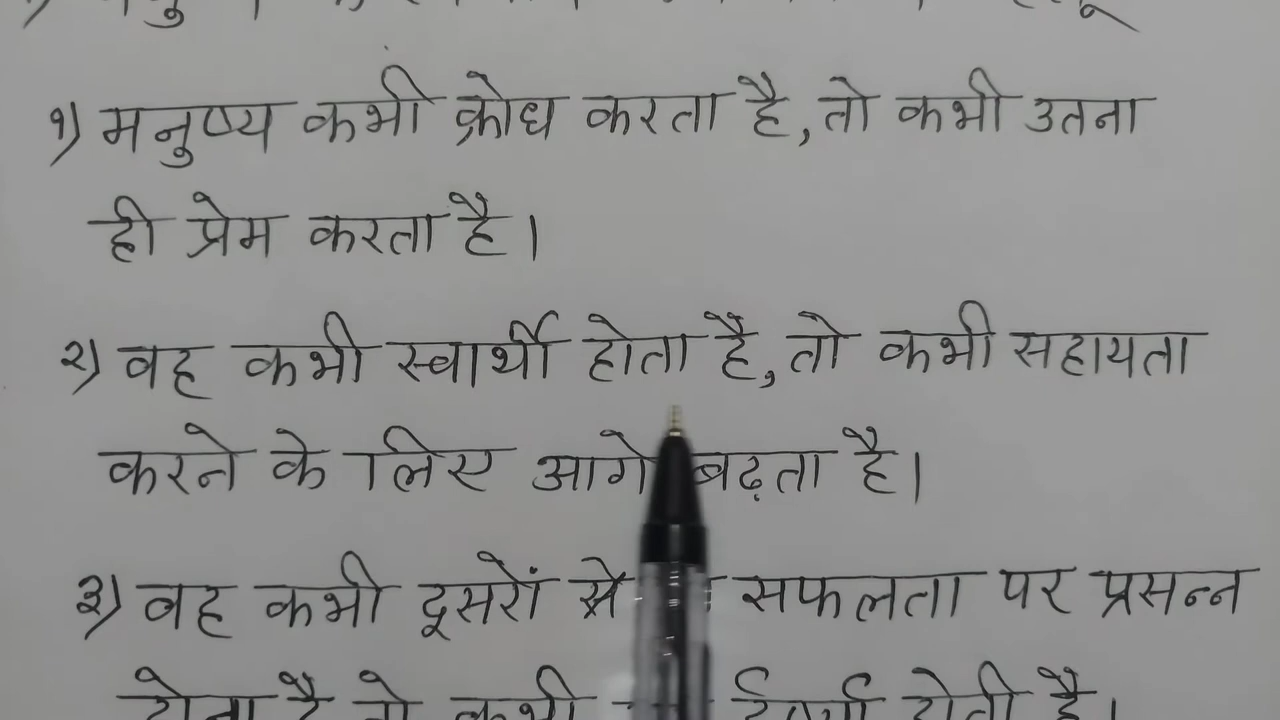 १) मनुष्य कभी क्रोध करता है, तो कभी उतना
ही प्रेम करता है।
२) वह कभी स्वार्थी होता है, तो कभी सहायता
करने के लिए आगे बढ़ता है।
३) वह कभी दूसरों से सफलता पर प्रसन्न
होता है तो कभी ईर्ष्या होती है।